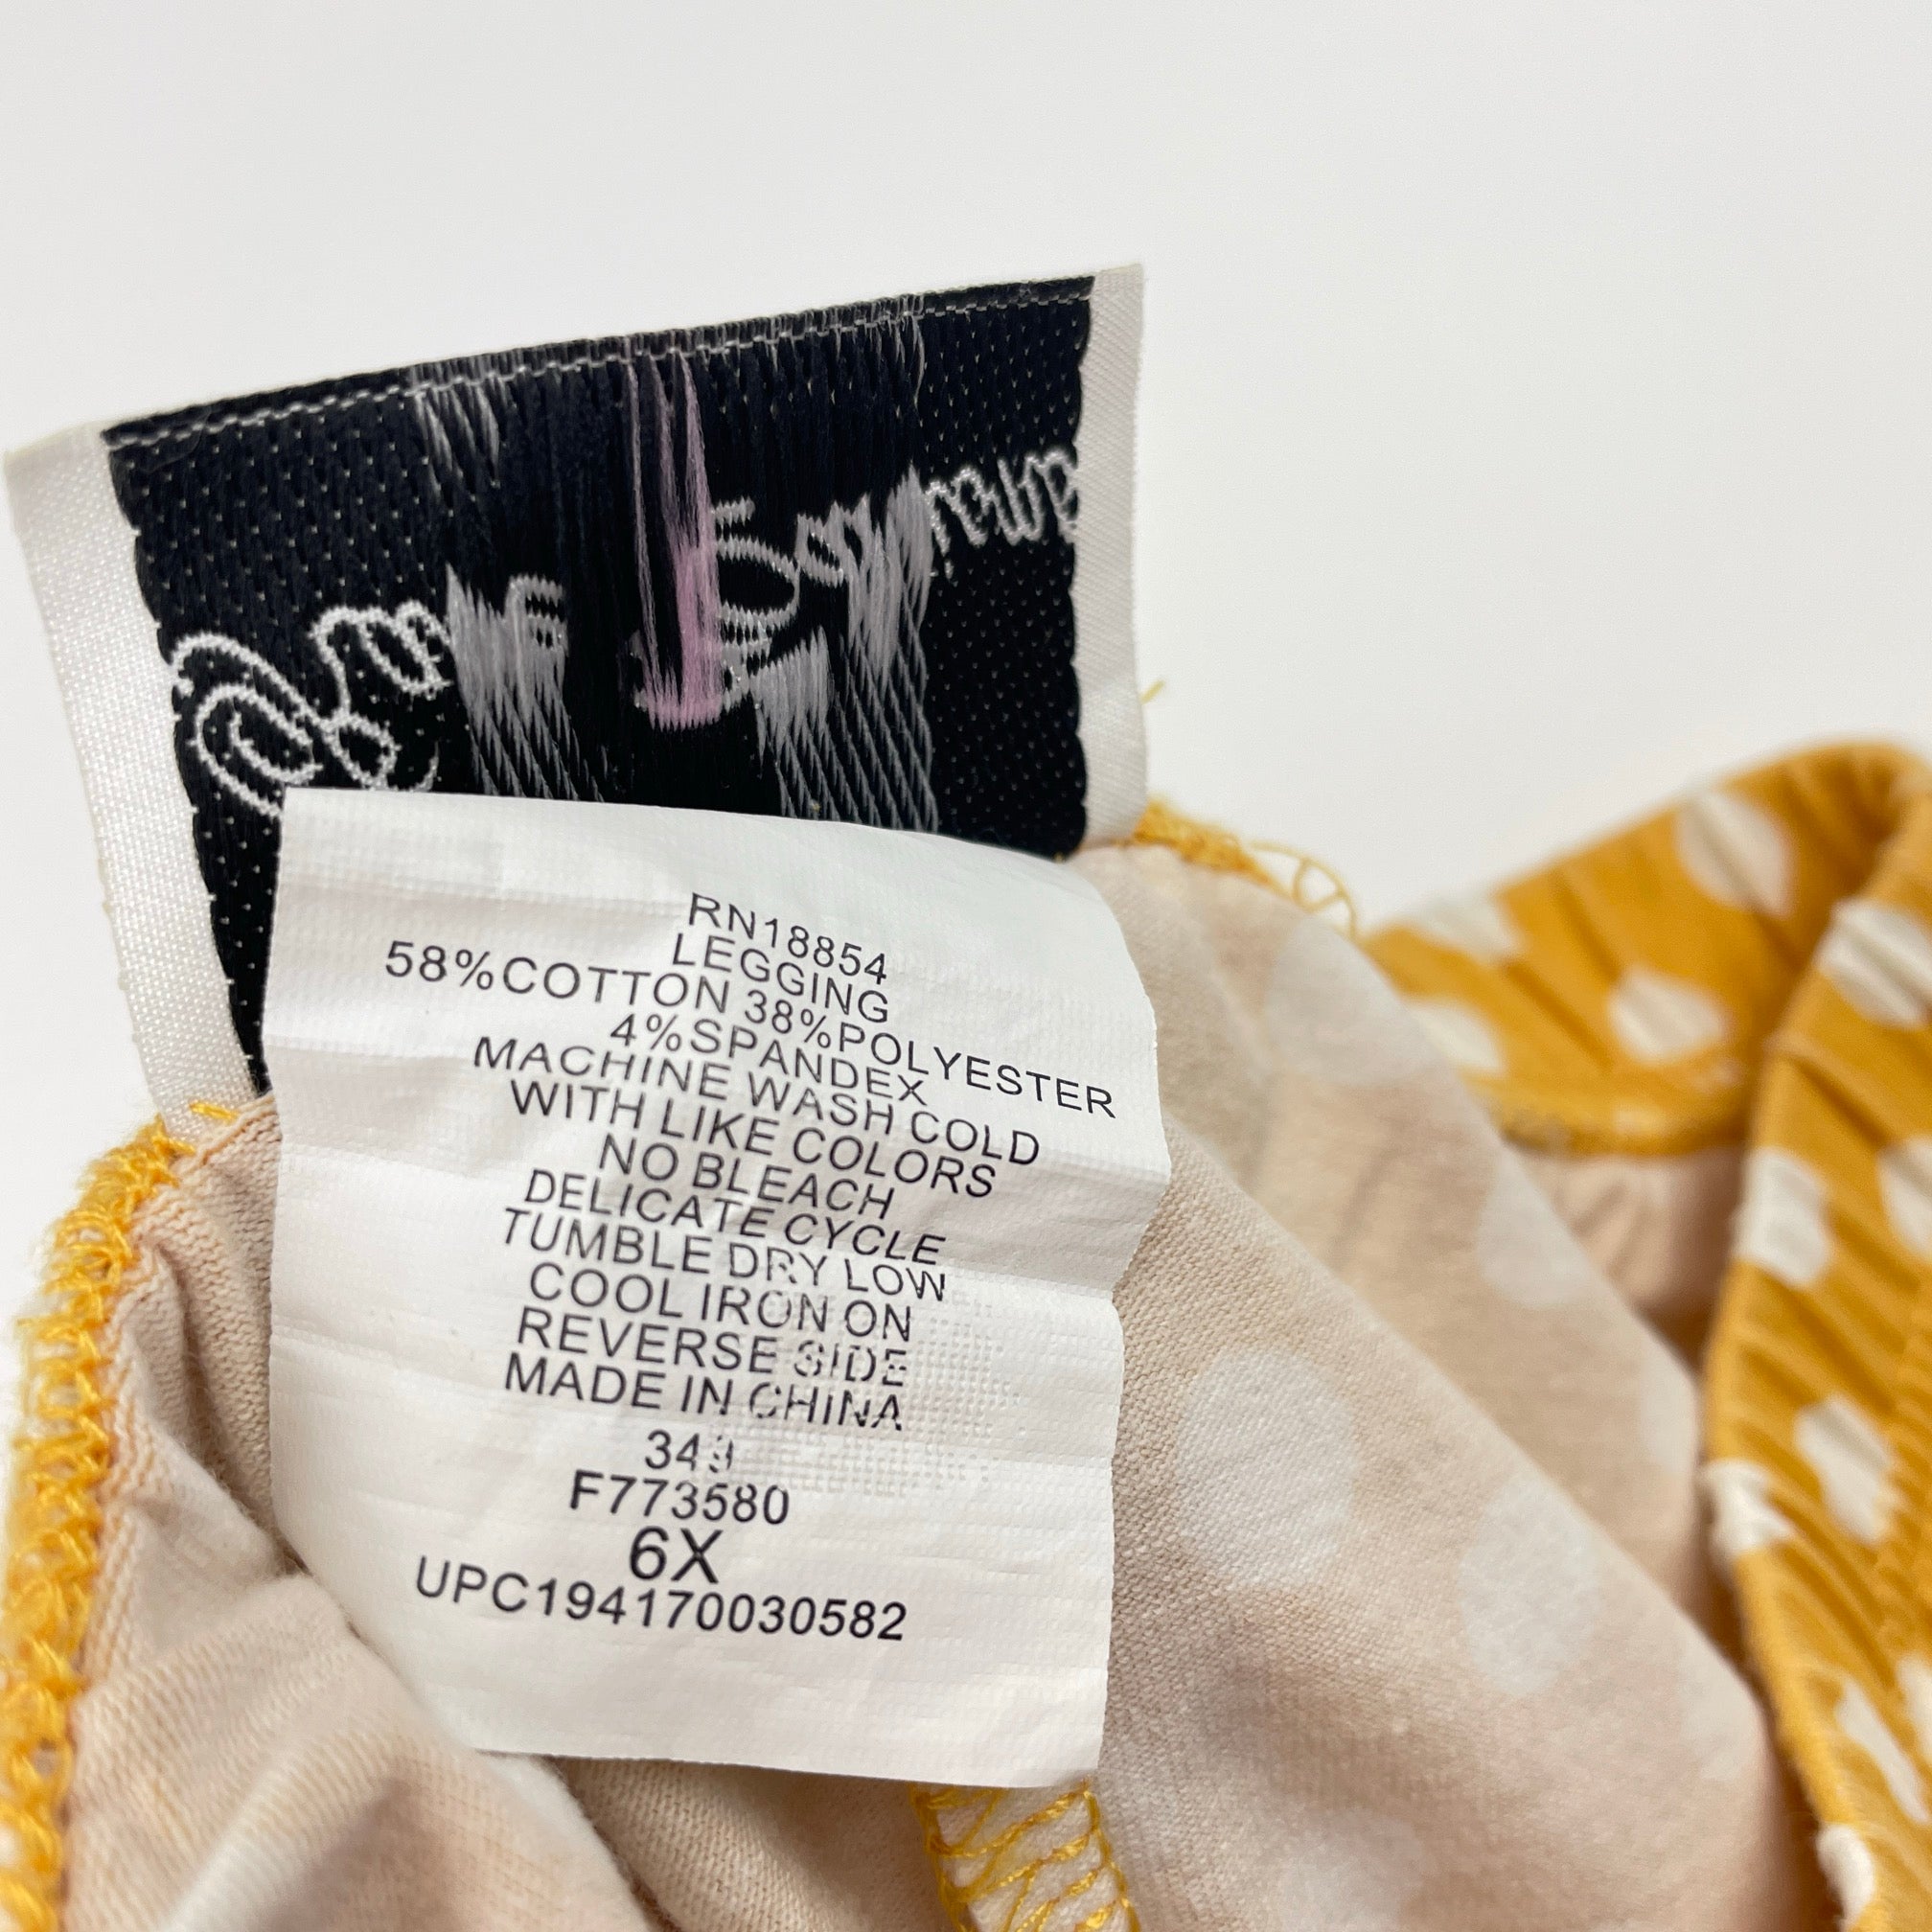 RN18854
LEGGING
58%COTTON 38%POLYESTER
4%SPANDEX
MACHINE WASH COLD
WITH LIKE COLORS
NO BLEACH
DELICATE CYCLE
TUMBLE DRY LOW
COOL IRON ON
REVERSE SIDE
MADE IN CHINA
F773580
6X
UPC194170030582